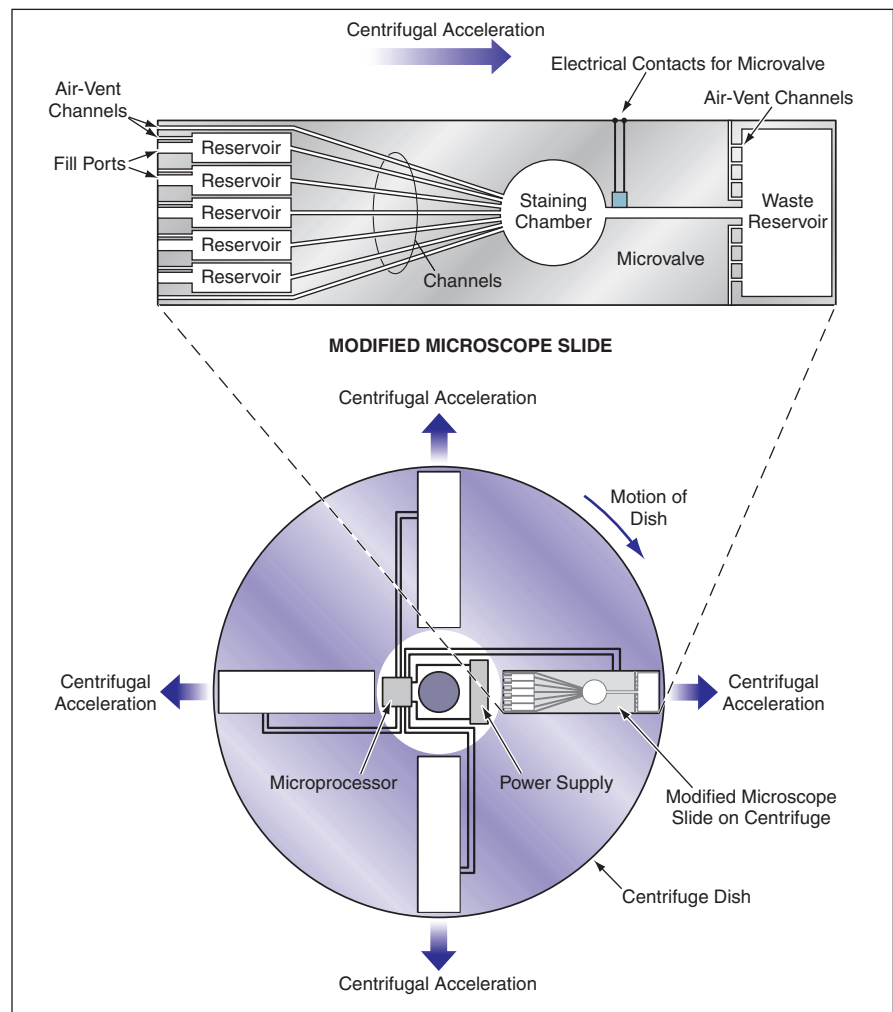 Centrifugal Acceleration
Electrical Contacts for Microvalve
Air-Vent
Channels
Air-Vent Channels
Fill Ports
Reservoir
Reservoir
Reservoir
Reservoir
Reservoir
Staining
Chamber
Waste
Reservoir
Microvalve
Channels
MODIFIED MICROSCOPE SLIDE
Centrifugal Acceleration
Motion of
Dish
Centrifugal
Acceleration
Centrifugal
Acceleration
Microprocessor
Power Supply
Modified Microscope
Slide on Centrifuge
Centrifuge Dish
Centrifugal Acceleration